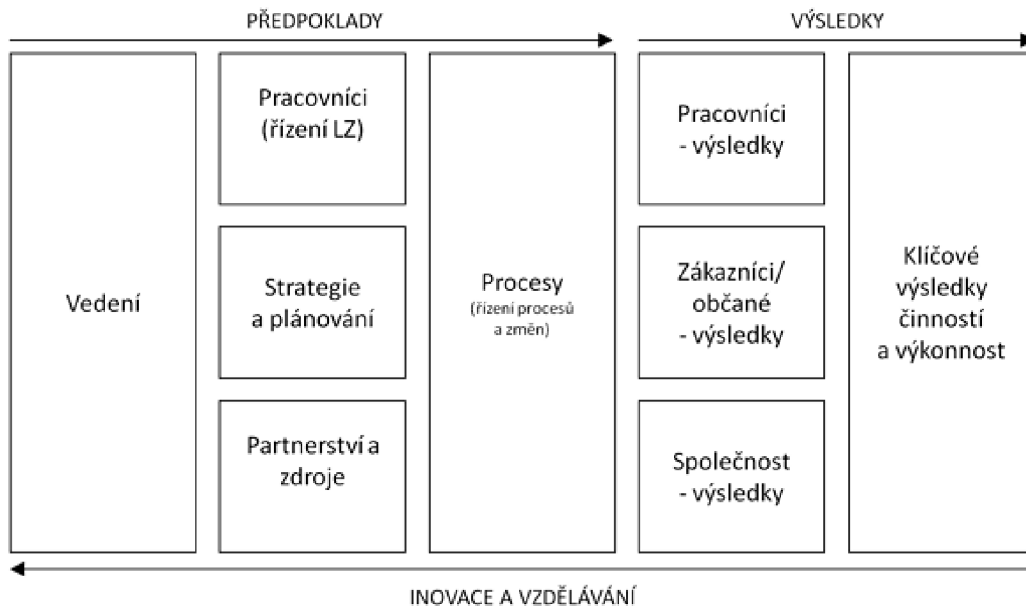 PŘEDPOKLADY
VÝSLEDKY
Vedení
Pracovníci
(řízení LZ)
Strategie
a plánování
Partnerství a
zdroje
Procesy
(řízení procesů
a změn)
Pracovníci
- výsledky
Zákazníci/
občané
- výsledky
Společnost
- výsledky
Klíčové
výsledky
činností
a výkonnost
INOVACE A VZDĚLÁVÁNÍ